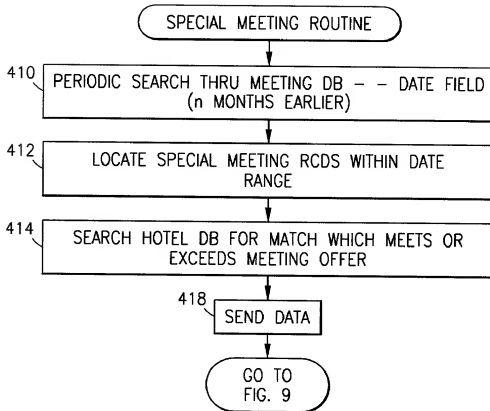 SPECIAL MEETING ROUTINE
410
PERIODIC SEARCH THRU MEETING DB - - DATE FIELD
(n MONTHS EARLIER)
412
LOCATE SPECIAL MEETING RCDS WITHIN DATE
RANGE
414
SEARCH HOTEL DB FOR MATCH WHICH MEETS OR
EXCEEDS MEETING OFFER
418
SEND DATA
GO TO
FIG. 9